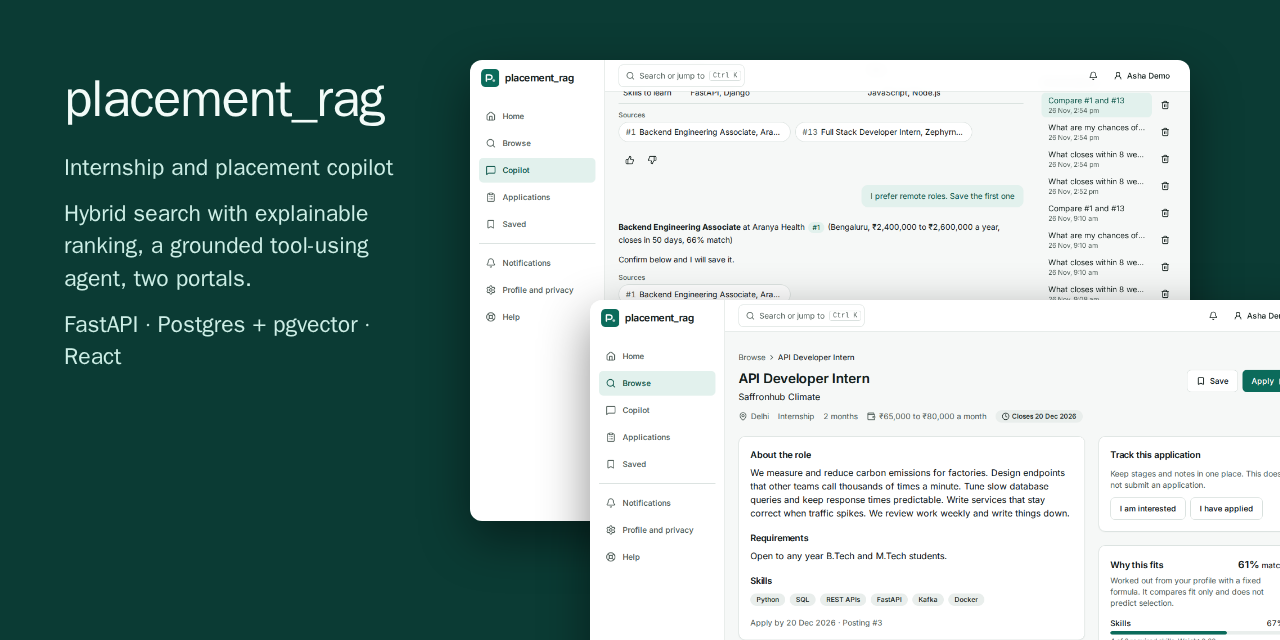 placement_rag
Internship and placement copilot
Hybrid search with explainable
ranking, a grounded tool-using
agent, two portals.
FastAPI · Postgres + pgvector ·
React
placement_rag
Home
Browse
Copilot
Applications
Saved
Notifications
Profile and privacy
Help
Search or jump to Ctrl K
Asha Demo
Skills to learn FastAPI, Django JavaScript, Node.js
Sources
#1 Backend Engineering Associate, Ara...
#13 Full Stack Developer Intern, Zephyrn...
I prefer remote roles. Save the first one
Backend Engineering Associate at Aranya Health #1 (Bengaluru, ₹2,400,000 to ₹2,600,000 a year,
closes in 50 days, 66% match)
Confirm below and I will save it.
Sources
#1 Backend Engineering Associate, Ara...
Compare #1 and #13
26 Nov, 2:54 pm
What are my chances of...
26 Nov, 2:54 pm
What closes within 8 we...
26 Nov, 2:54 pm
What closes within 8 we...
26 Nov, 2:52 pm
Compare #1 and #13
26 Nov, 9:10 am
What are my chances of...
26 Nov, 9:10 am
What closes within 8 we...
26 Nov, 9:10 am
What closes within 8 we...
placement_rag
Home
Browse
Copilot
Applications
Saved
Notifications
Profile and privacy
Help
Search or jump to Ctrl K
Asha
Browse > API Developer Intern
API Developer Intern
Saffronhub Climate
Delhi Internship 2 months ₹65,000 to ₹80,000 a month Closes 20 Dec 2026
Save
Apply
About the role
We measure and reduce carbon emissions for factories. Design endpoints
that other teams call thousands of times a minute. Tune slow database
queries and keep response times predictable. Write services that stay
correct when traffic spikes. We review work weekly and write things down.
Requirements
Open to any year B.Tech and M.Tech students.
Skills
Python SQL REST APIs FastAPI Kafka Docker
Apply by 20 Dec 2026 · Posting #3
Track this application
Keep stages and notes in one place. This does
not submit an application.
I am interested
I have applied
Why this fits 61% matc
Worked out from your profile with a fixed
formula. It compares fit only and does not
predict selection.
Skills 67%